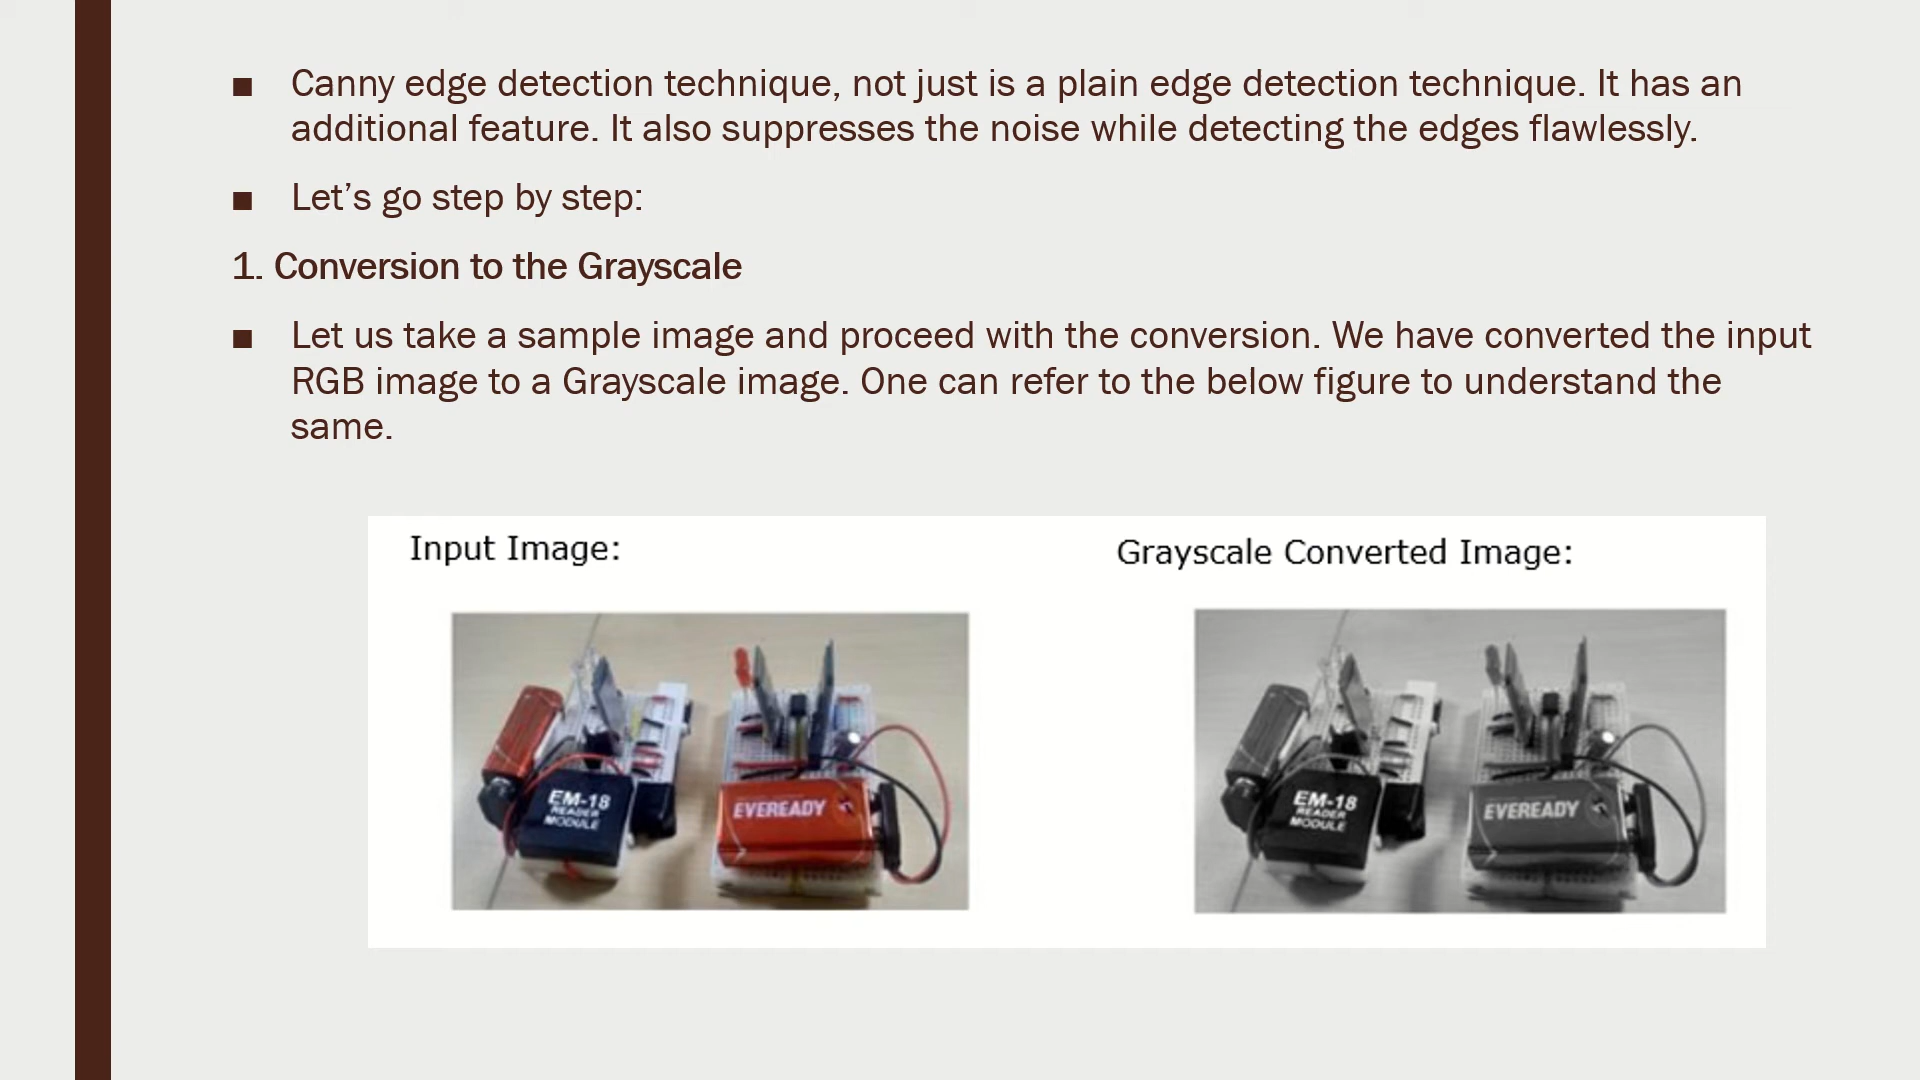 ■ Canny edge detection technique, not just is a plain edge detection technique. It has an
additional feature. It also suppresses the noise while detecting the edges flawlessly.
■ Let’s go step by step:
1. Conversion to the Grayscale
■ Let us take a sample image and proceed with the conversion. We have converted the input
RGB image to a Grayscale image. One can refer to the below figure to understand the
same.
Input Image:
Grayscale Converted Image:
EM-18
READER
MODULE
EVEREADY
EM-18
READER
MODULE
EVEREADY